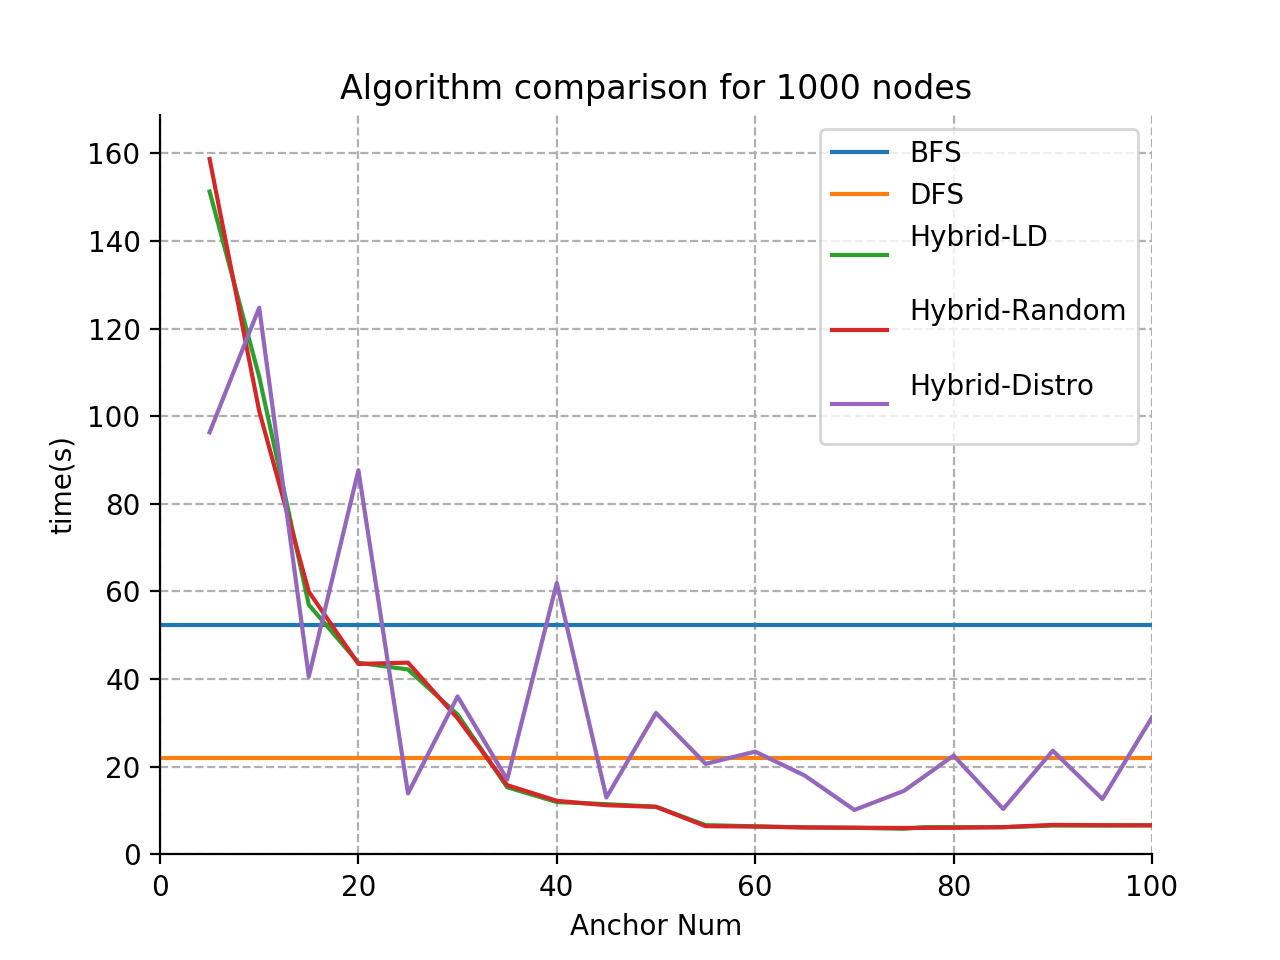 Algorithm comparison for 1000 nodes
160
140
120
100
80
60
40
20
0
time(s)
BFS
DFS
Hybrid-LD
Hybrid-Random
Hybrid-Distro
0 20 40 60 80 100
Anchor Num